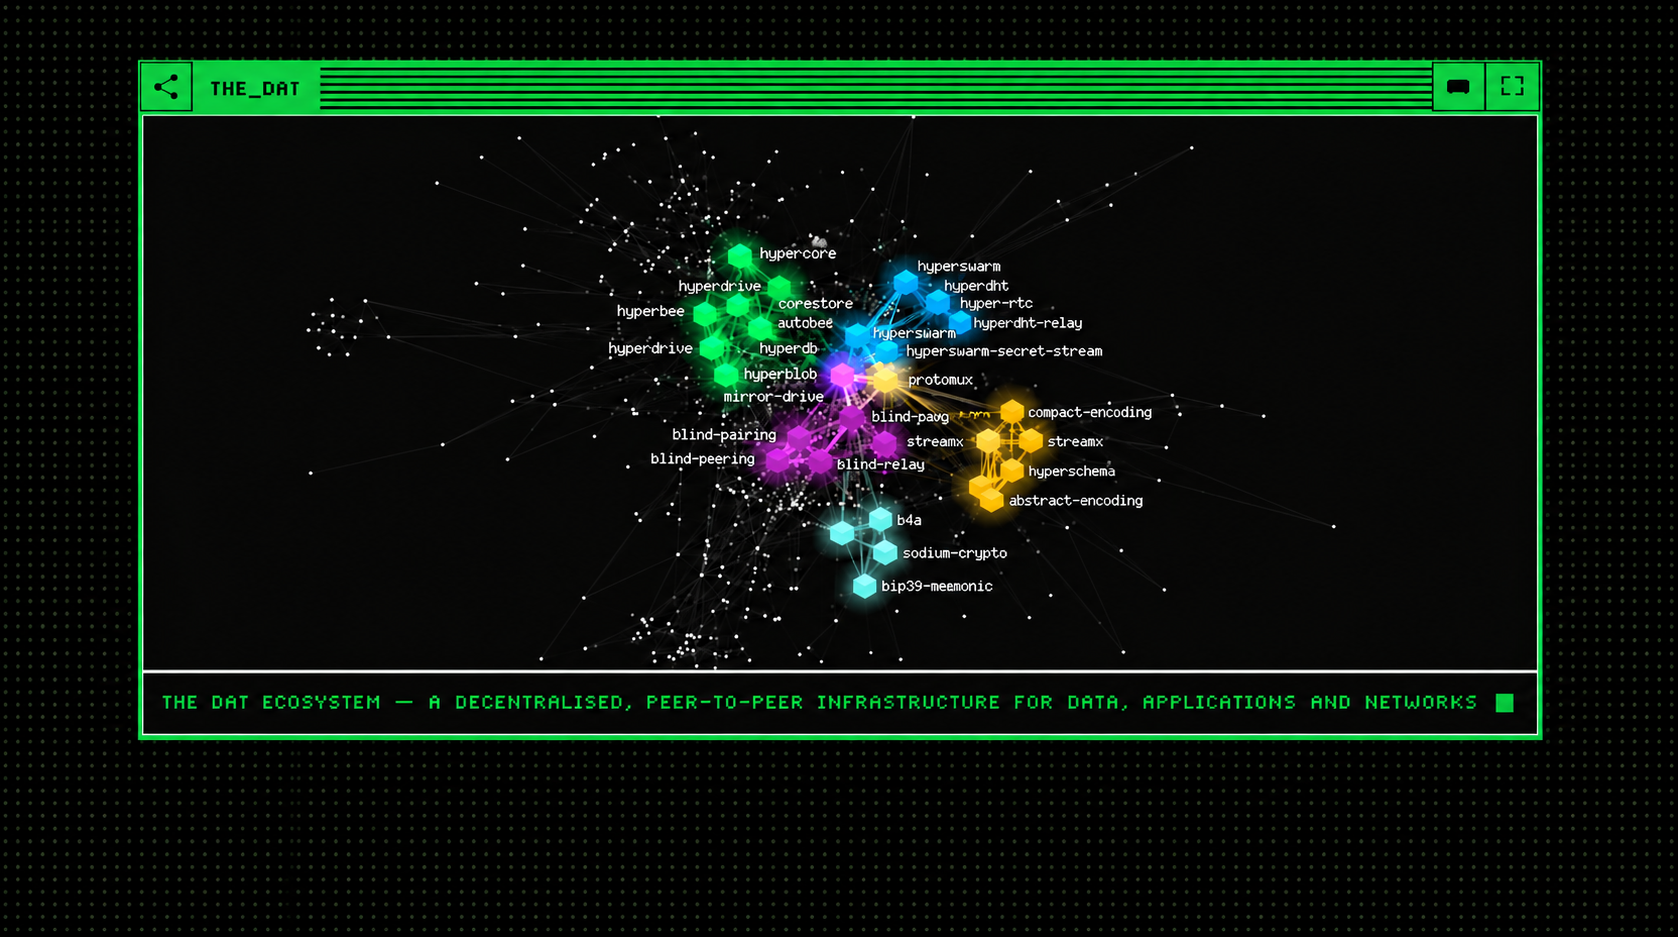 THE_DAT
hypercore
hyperswarm
hyperdrive
hyperdht
corestore
hyper-rtc
hyperbee
autobee
hyperdht-relay
hyperswarm
hyperdrive
hyperdb
hyperswarm-secret-stream
hyperblob
protomux
mirror-drive
blind-pavg
compact-encoding
blind-pairing
streamx
streamx
blind-peering
blind-relay
hyperschema
abstract-encoding
b4a
sodium-crypto
bip39-meemonic
THE DAT ECOSYSTEM — A DECENTRALISED, PEER-TO-PEER INFRASTRUCTURE FOR DATA, APPLICATIONS AND NETWORKS